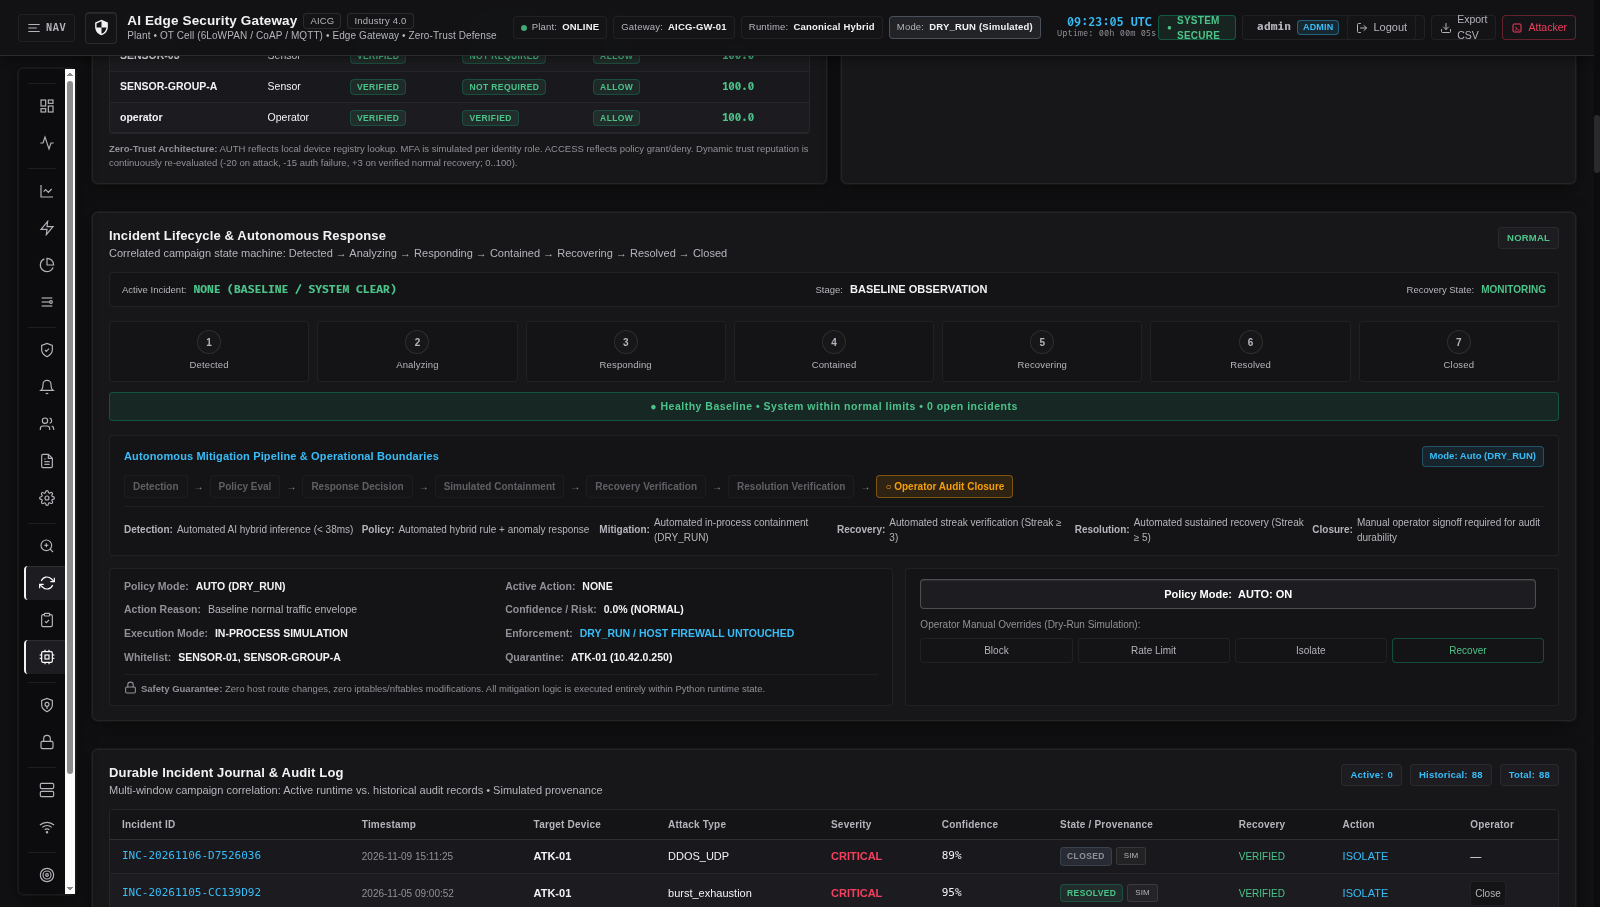 NAV
AI Edge Security Gateway AICG Industry 4.0
Plant • OT Cell (6LoWPAN / CoAP / MQTT) • Edge Gateway • Zero-Trust Defense
Plant: ONLINE
Gateway: AICG-GW-01
Runtime: Canonical Hybrid
Mode: DRY_RUN (Simulated)
09:23:05 UTC
Uptime: 00h 00m 05s
● SYSTEM SECURE
admin ADMIN
Logout
Export CSV
Attacker
SENSOR-03 Sensor VERIFIED NOT REQUIRED ALLOW 100.0
SENSOR-GROUP-A Sensor VERIFIED NOT REQUIRED ALLOW 100.0
operator Operator VERIFIED VERIFIED ALLOW 100.0
Zero-Trust Architecture: AUTH reflects local device registry lookup. MFA is simulated per identity role. ACCESS reflects policy grant/deny. Dynamic trust reputation is
continuously re-evaluated (-20 on attack, -15 auth failure, +3 on verified normal recovery; 0..100).
Incident Lifecycle & Autonomous Response
NORMAL
Correlated campaign state machine: Detected → Analyzing → Responding → Contained → Recovering → Resolved → Closed
Active Incident: NONE (BASELINE / SYSTEM CLEAR) Stage: BASELINE OBSERVATION Recovery State: MONITORING
1 2 3 4 5 6 7
Detected Analyzing Responding Contained Recovering Resolved Closed
● Healthy Baseline • System within normal limits • 0 open incidents
Autonomous Mitigation Pipeline & Operational Boundaries
Mode: Auto (DRY_RUN)
Detection → Policy Eval → Response Decision → Simulated Containment → Recovery Verification → Resolution Verification → ○ Operator Audit Closure
Detection: Automated AI hybrid inference (< 38ms)
Policy: Automated hybrid rule + anomaly response
Mitigation: Automated in-process containment
(DRY_RUN)
Recovery: Automated streak verification (Streak ≥
3)
Resolution: Automated sustained recovery (Streak
≥ 5)
Closure: Manual operator signoff required for audit
durability
Policy Mode: AUTO (DRY_RUN) Active Action: NONE
Action Reason: Baseline normal traffic envelope Confidence / Risk: 0.0% (NORMAL)
Execution Mode: IN-PROCESS SIMULATION Enforcement: DRY_RUN / HOST FIREWALL UNTOUCHED
Whitelist: SENSOR-01, SENSOR-GROUP-A Quarantine: ATK-01 (10.42.0.250)
Safety Guarantee: Zero host route changes, zero iptables/nftables modifications. All mitigation logic is executed entirely within Python runtime state.
Policy Mode: AUTO: ON
Operator Manual Overrides (Dry-Run Simulation):
Block Rate Limit Isolate Recover
Durable Incident Journal & Audit Log
Active: 0 Historical: 88 Total: 88
Multi-window campaign correlation: Active runtime vs. historical audit records • Simulated provenance
Incident ID Timestamp Target Device Attack Type Severity Confidence State / Provenance Recovery Action Operator
INC-20261106-D7526036 2026-11-09 15:11:25 ATK-01 DDOS_UDP CRITICAL 89% CLOSED SIM VERIFIED ISOLATE —
INC-20261105-CC139D92 2026-11-05 09:00:52 ATK-01 burst_exhaustion CRITICAL 95% RESOLVED SIM VERIFIED ISOLATE Close